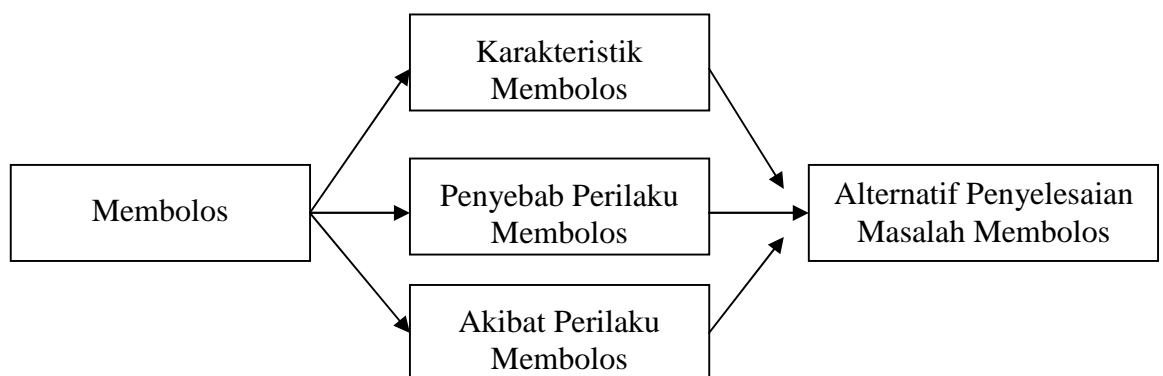 Karakteristik
Membolos
Membolos
Penyebab Perilaku
Membolos
Alternatif Penyelesaian
Masalah Membolos
Akibat Perilaku
Membolos